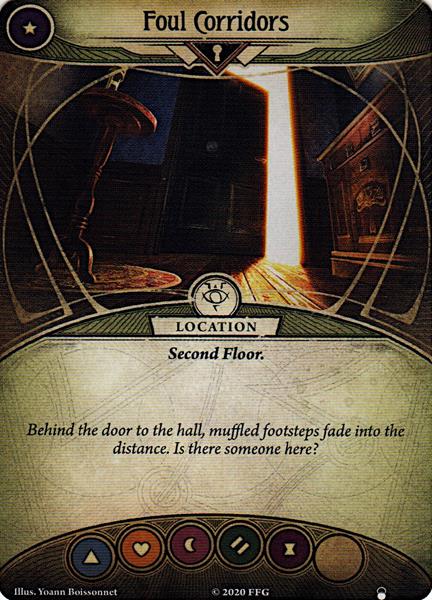 Foul Corridors
LOCATION
Second Floor.
Behind the door to the hall, muffled footsteps fade into the
distance. Is there someone here?
Illus. Yoann Boissonnet
© 2020 FFG